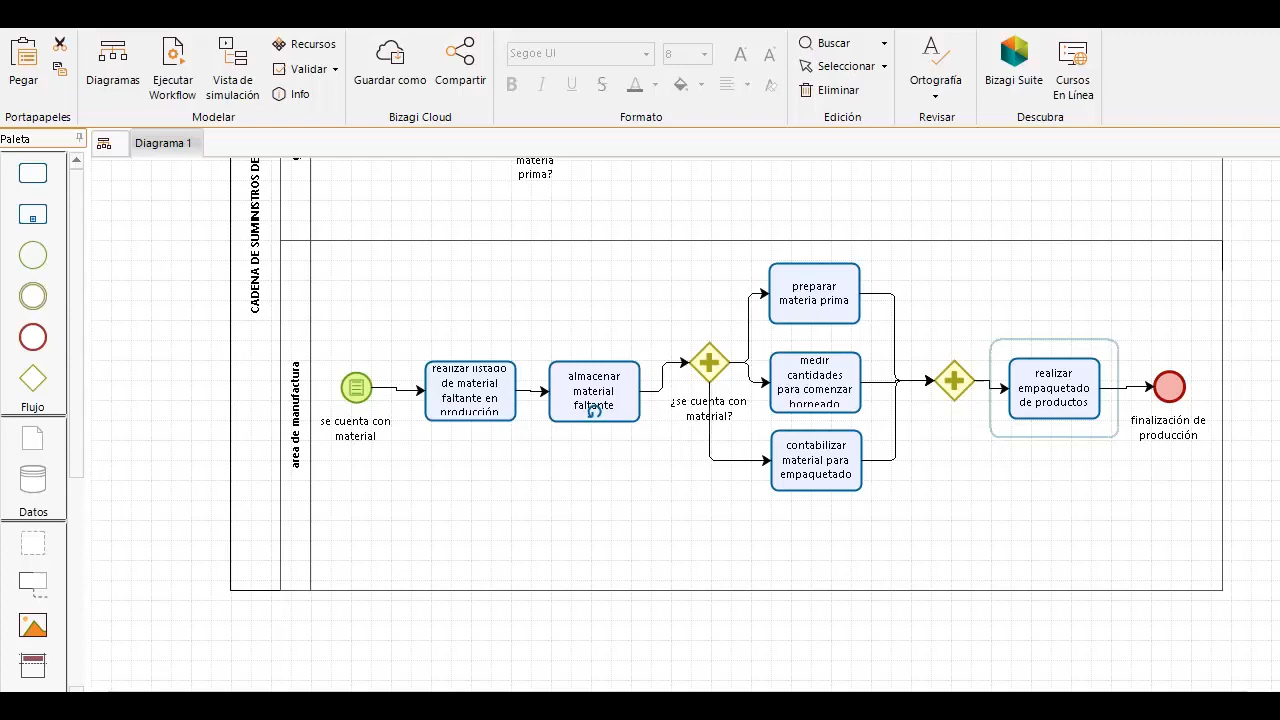 Pegar
Portapapeles
Diagramas
Ejecutar
Workflow
Vista de
simulación
Recursos
Validar
Info
Modelar
Guardar como
Compartir
Bizagi Cloud
Segoe UI
8
A
A
B
I
U
S
A
Formato
Buscar
Seleccionar
Eliminar
Edición
Ortografía
Revisar
Bizagi Suite
Cursos
En Línea
Descubra
Paleta
Diagrama 1
Flujo
Datos
CADENA DE SUMINISTROS DE
area de manufactura
materia
prima?
se cuenta con
material
realizar listado
de material
faltante en
producción
almacenar
material
faltante
¿se cuenta con
material?
preparar
materia prima
medir
cantidades
para comenzar
horneado
contabilizar
material para
empaquetado
realizar
empaquetado
de productos
finalización de
producción